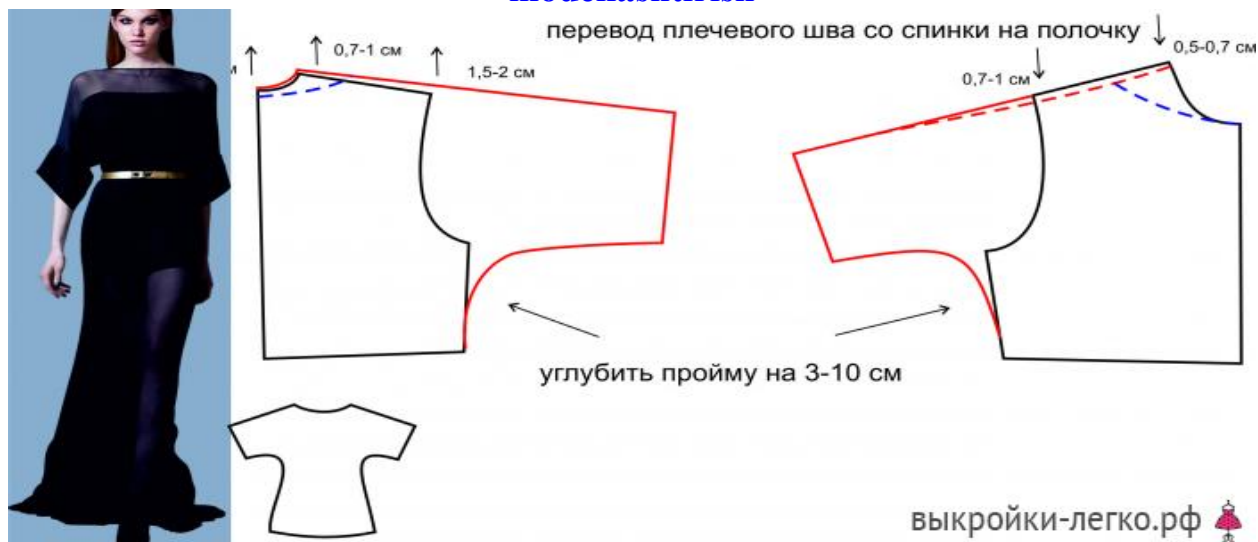 перевод плечевого шва со спинки на полочку
0,7-1 см
1,5-2 см
0,7-1 см
0,5-0,7 см
углубить пройму на 3-10 см
выкройки-легко.рф